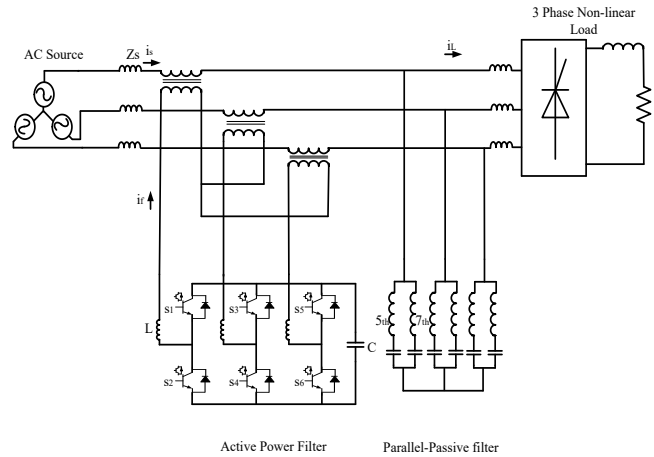 3 Phase Non-linear
Load
AC Source
Zs
is
iL
if
S1
S3
S5
L
5th
7th
C
S2
S4
S6
Active Power Filter
Parallel-Passive filter